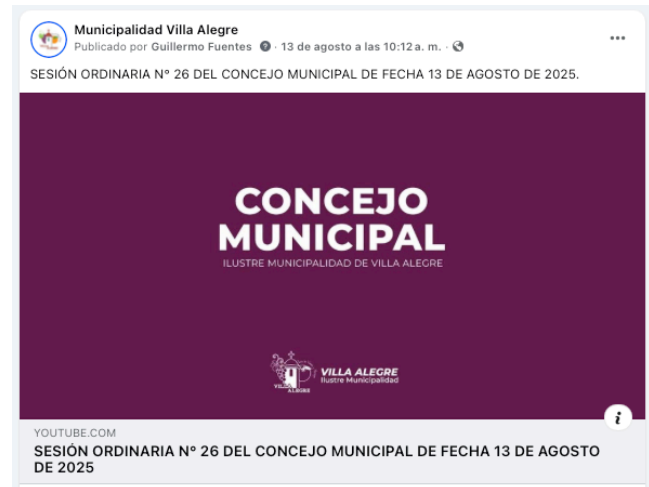 Municipalidad Villa Alegre
Publicado por Guillermo Fuentes · 13 de agosto a las 10:12 a. m. ·
SESIÓN ORDINARIA N° 26 DEL CONCEJO MUNICIPAL DE FECHA 13 DE AGOSTO DE 2025.
CONCEJO
MUNICIPAL
ILUSTRE MUNICIPALIDAD DE VILLA ALEGRE
VILLA ALEGRE
VILLA ALEGRE
Ilustre Municipalidad
YOUTUBE.COM
SESIÓN ORDINARIA N° 26 DEL CONCEJO MUNICIPAL DE FECHA 13 DE AGOSTO
DE 2025